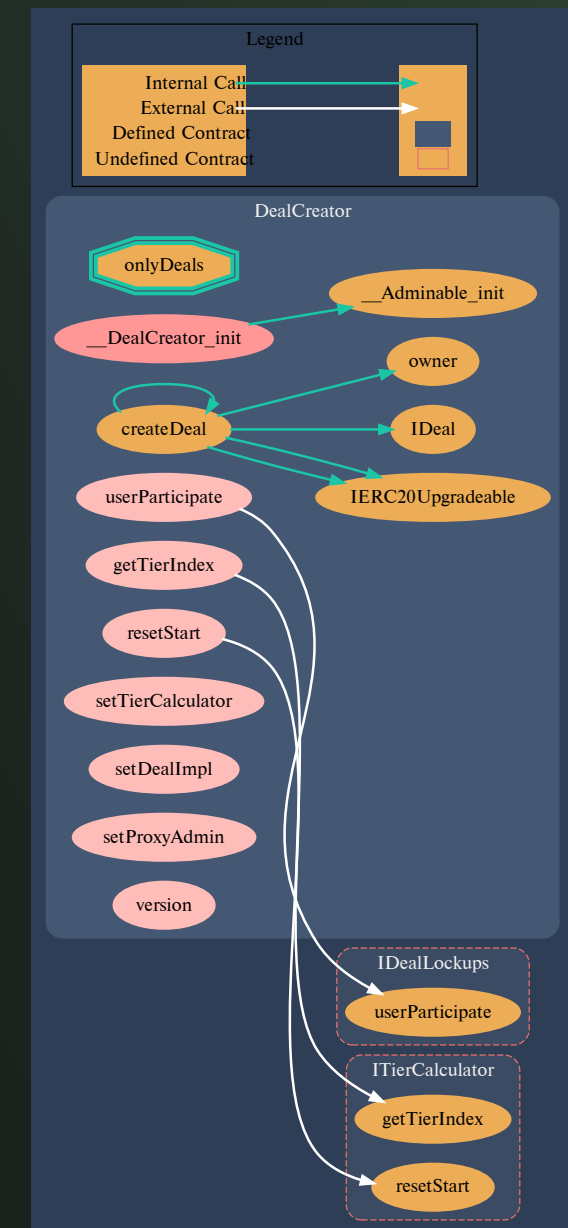 Legend
Internal Call
External Call
Defined Contract
Undefined Contract
DealCreator
onlyDeals
__Adminable_init
__DealCreator_init
owner
createDeal
IDeal
userParticipate
IERC20Upgradeable
getTierIndex
resetStart
setTierCalculator
setDealImpl
setProxyAdmin
version
IDealLockups
userParticipate
ITierCalculator
getTierIndex
resetStart